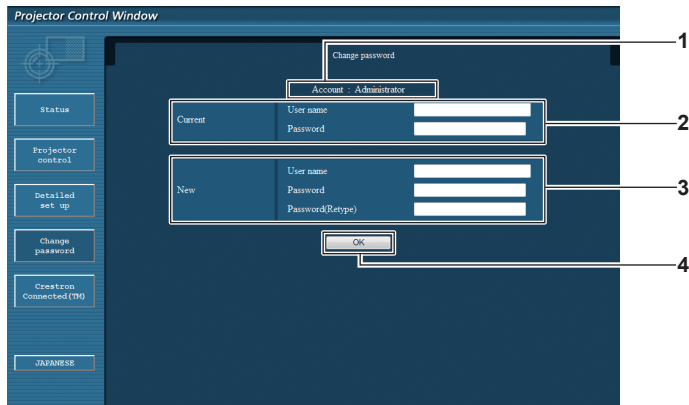 Projector Control Window
1
Change password
Account : Administrator
Status
Current
User name
Password
2
Projector
control
New
User name
Password
Password(Retype)
3
Detailed
set up
Change
password
OK
4
Crestron
Connected(TM)
JAPANESE